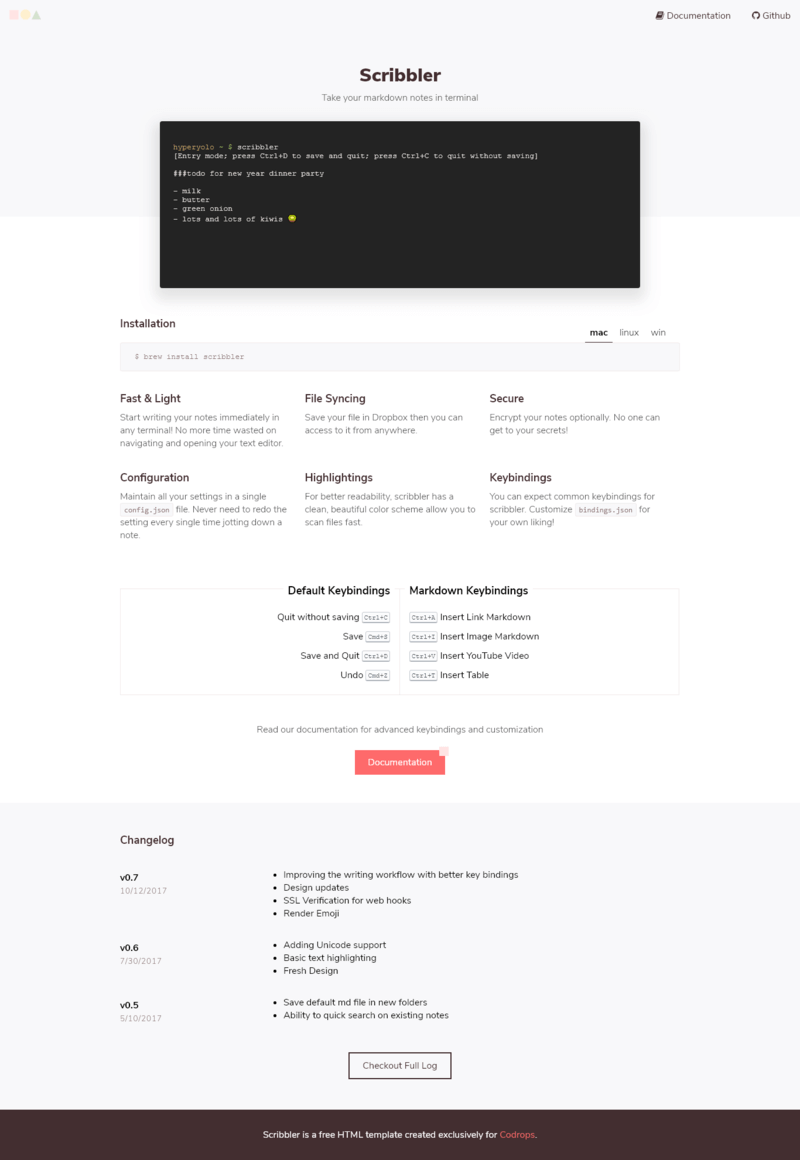 Documentation
Github
Scribbler
Take your markdown notes in terminal
hyperyolo ~ $ scribbler
[Entry mode; press Ctrl+D to save and quit; press Ctrl+C to quit without saving]
###todo for new year dinner party
- milk
- butter
- green onion
- lots and lots of kiwis 🥝
Installation
mac linux win
$ brew install scribbler
Fast & Light
Start writing your notes immediately in
any terminal! No more time wasted on
navigating and opening your text editor.
File Syncing
Save your file in Dropbox then you can
access to it from anywhere.
Secure
Encrypt your notes optionally. No one can
get to your secrets!
Configuration
Maintain all your settings in a single
config.json file. Never need to redo the
setting every single time jotting down a
note.
Highlightings
For better readability, scribbler has a
clean, beautiful color scheme allow you to
scan files fast.
Keybindings
You can expect common keybindings for
scribbler. Customize bindings.json for
your own liking!
Default Keybindings
Quit without saving Ctrl+C
Save Cmd+S
Save and Quit Ctrl+D
Undo Cmd+Z
Markdown Keybindings
Ctrl+A Insert Link Markdown
Ctrl+I Insert Image Markdown
Ctrl+V Insert YouTube Video
Ctrl+T Insert Table
Read our documentation for advanced keybindings and customization
Documentation
Changelog
v0.7
10/12/2017
• Improving the writing workflow with better key bindings
• Design updates
• SSL Verification for web hooks
• Render Emoji
v0.6
7/30/2017
• Adding Unicode support
• Basic text highlighting
• Fresh Design
v0.5
5/10/2017
• Save default md file in new folders
• Ability to quick search on existing notes
Checkout Full Log
Scribbler is a free HTML template created exclusively for Codrops.